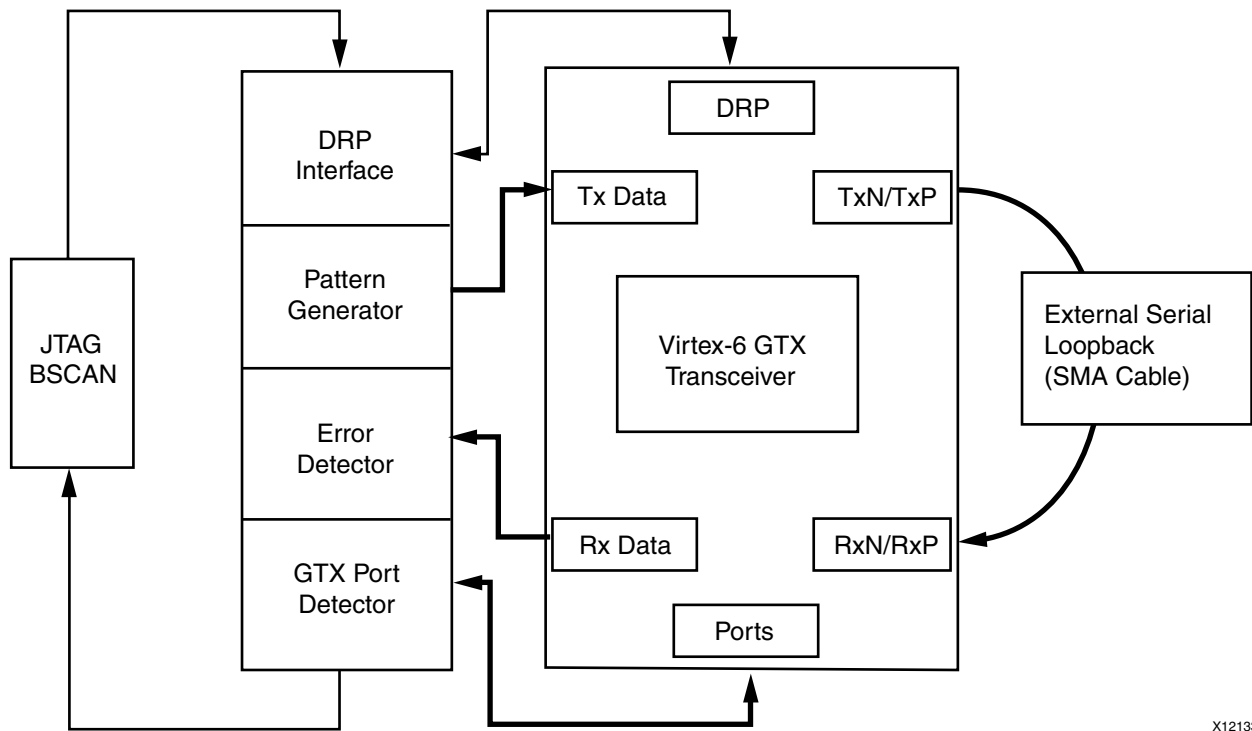 DRP
DRP
Interface
Tx Data
TxN/TxP
Pattern
Generator
JTAG
BSCAN
Virtex-6 GTX
Transceiver
External Serial
Loopback
(SMA Cable)
Error
Detector
Rx Data
RxN/RxP
GTX Port
Detector
Ports